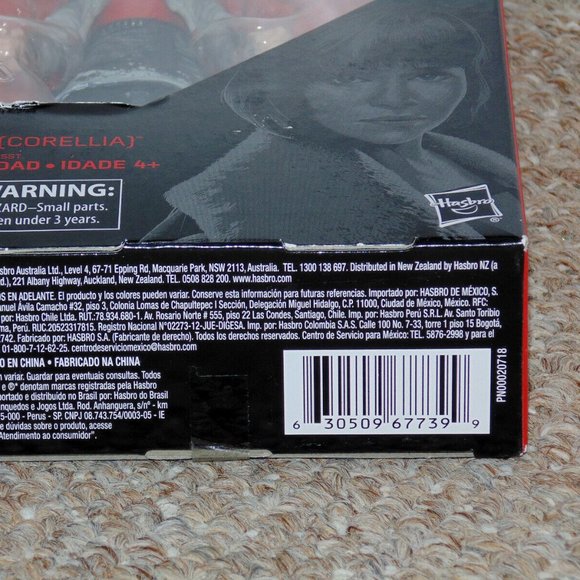 (CORELLIA)™
DAD • IDADE 4+
WARNING:
ZARD—Small parts.
en under 3 years.
Hasbro
®
sbro Australia Ltd., Level 4, 67-71 Epping Rd, Macquarie Park, NSW 2113, Australia. TEL. 1300 138 697. Distributed in New Zealand by Hasbro NZ (a
d.), 221 Albany Highway, Auckland, New Zealand. TEL. 0508 828 200. www.hasbro.com.
OS EN ADELANTE. El producto y los colores pueden variar. Conserve esta información para futuras referencias. Importado por: HASBRO DE MÉXICO, S.
anuel Ávila Camacho #32, piso 3, Colonia Lomas de Chapultepec I Sección, Delegación Miguel Hidalgo, C.P. 11000, Ciudad de México, México. RFC:
por: Hasbro Chile Ltd. RUT:78.934.680-1. Av. Rosario Norte # 555, piso 22 Las Condes, Santiago, Chile. Imp. por: Hasbro Perú S.R.L. Av. Santo Toribio
ima, Perú. RUC:20523317815. Registro Nacional N°02273-12-JUE-DIGESA. Imp. por: Hasbro Colombia S.A.S. Calle 100 No. 7-33, torre 1 piso 15 Bogotá,
2742. Fabricado por: HASBRO S.A. (Fabricante de derecho). Todos los derechos reservados. Centro de Servicio para México: TEL. 5876-2998 y para el
01-800-7-12-62-25. centrodeserviciomexico@hasbro.com.
O EN CHINA • FABRICADO NA CHINA
n variar. Guardar para eventuais consultas. Todos
e ®* denotam marcas registradas pela Hasbro
portado e distribuído no Brasil por: Hasbro do Brasil
inquedos e Jogos Ltda. Rod. Anhanguera, s/n° - km
5-000 - Perus - SP. CNPJ 08.743.754/0003-05 - IE
e dúvidas sobre o produto, acesse
"Atendimento ao consumidor".
6 30509 67739 9
PN00020718